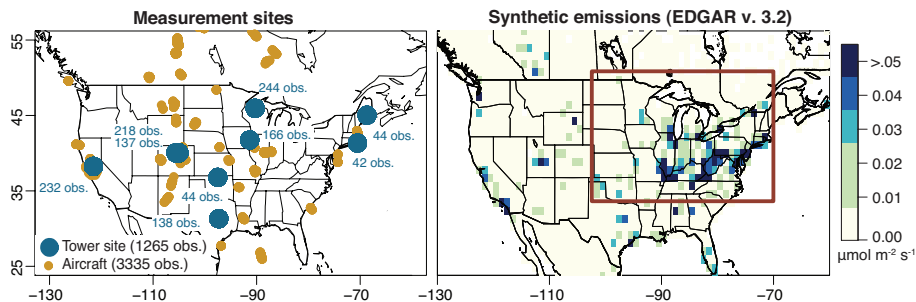 Measurement sites
Synthetic emissions (EDGAR v. 3.2)
55
45
35
25
244 obs.
218 obs.
137 obs.
166 obs.
44 obs.
42 obs.
232 obs.
44 obs.
138 obs.
Tower site (1265 obs.)
Aircraft (3335 obs.)
−130
−110
−90
−70
−130
−110
−90
−70
>.05
0.04
0.03
0.02
0.01
0.00
μmol m⁻² s⁻¹